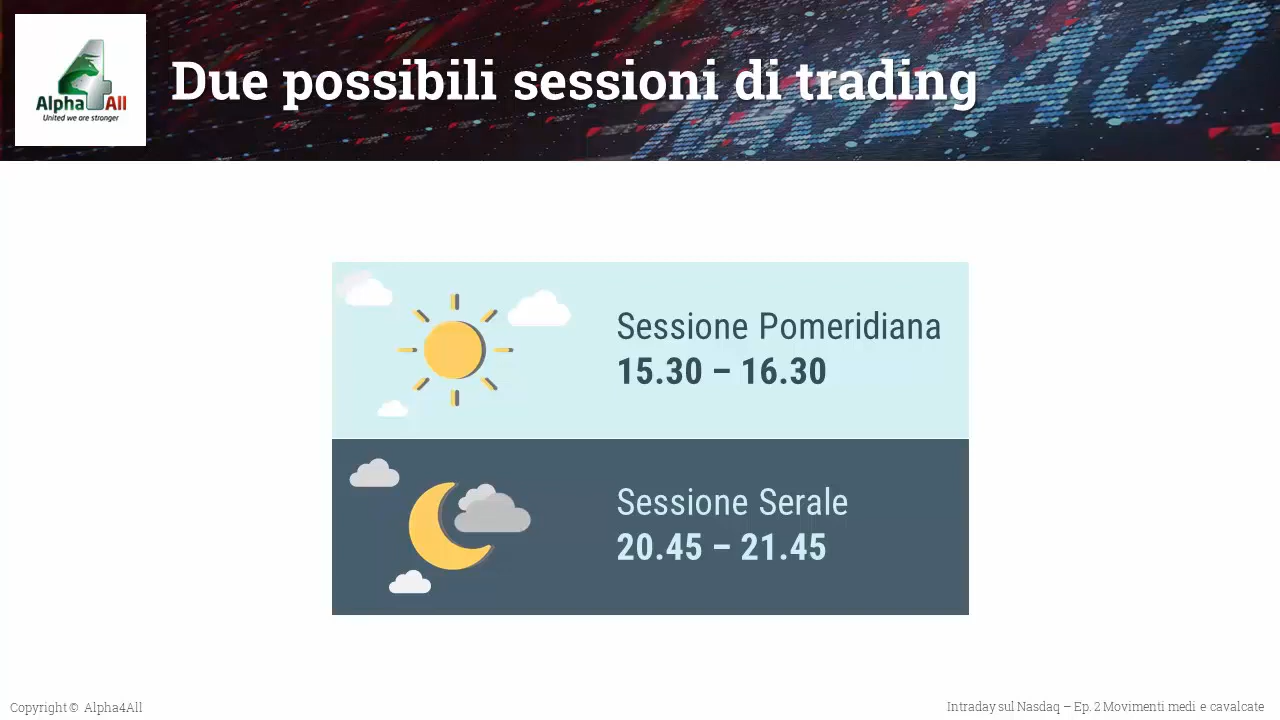 Alpha4All
United we are stronger
Due possibili sessioni di trading
NASDAQ
Sessione Pomeridiana
15.30 – 16.30
Sessione Serale
20.45 – 21.45
Copyright © Alpha4All
Intraday sul Nasdaq – Ep. 2 Movimenti medi e cavalcate